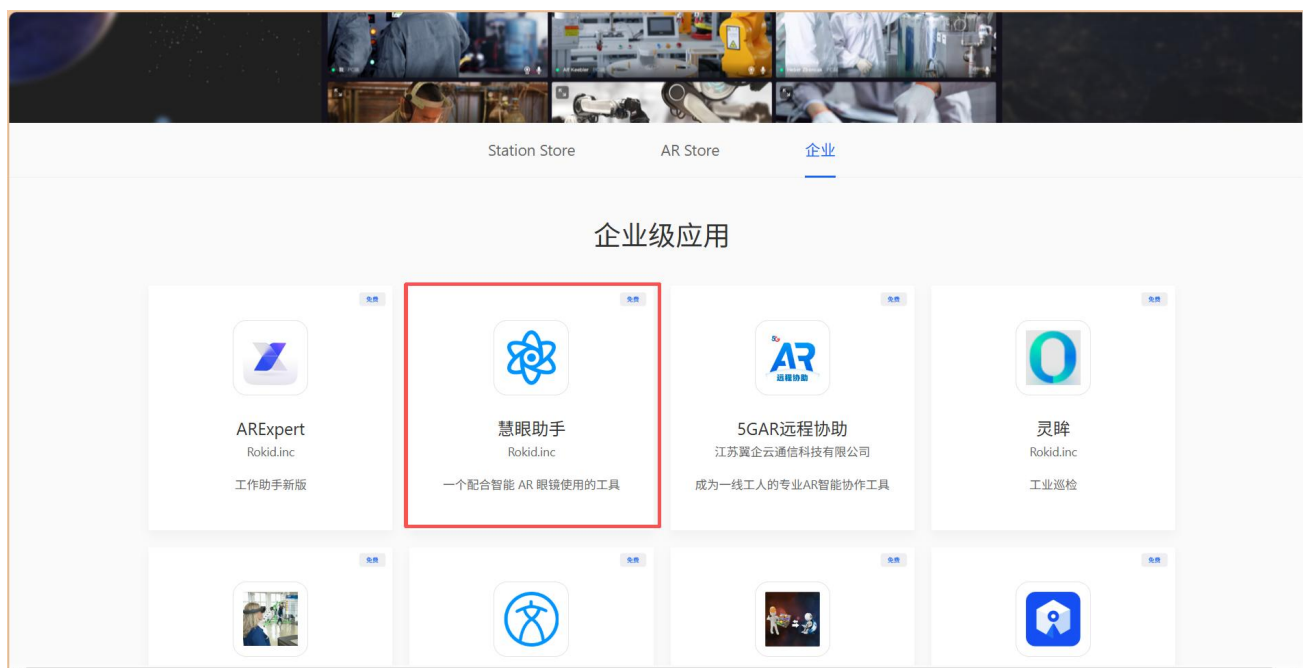 Station Store
AR Store
企业
企业级应用
免费
免费
免费
免费
5G
AR
远程协助
ARExpert
慧眼助手
5GAR远程协助
灵眸
Rokid.inc
Rokid.inc
江苏翼企云通信科技有限公司
Rokid.inc
工作助手新版
一个配合智能 AR 眼镜使用的工具
成为一线工人的专业AR智能协作工具
工业巡检
免费
免费
免费
免费